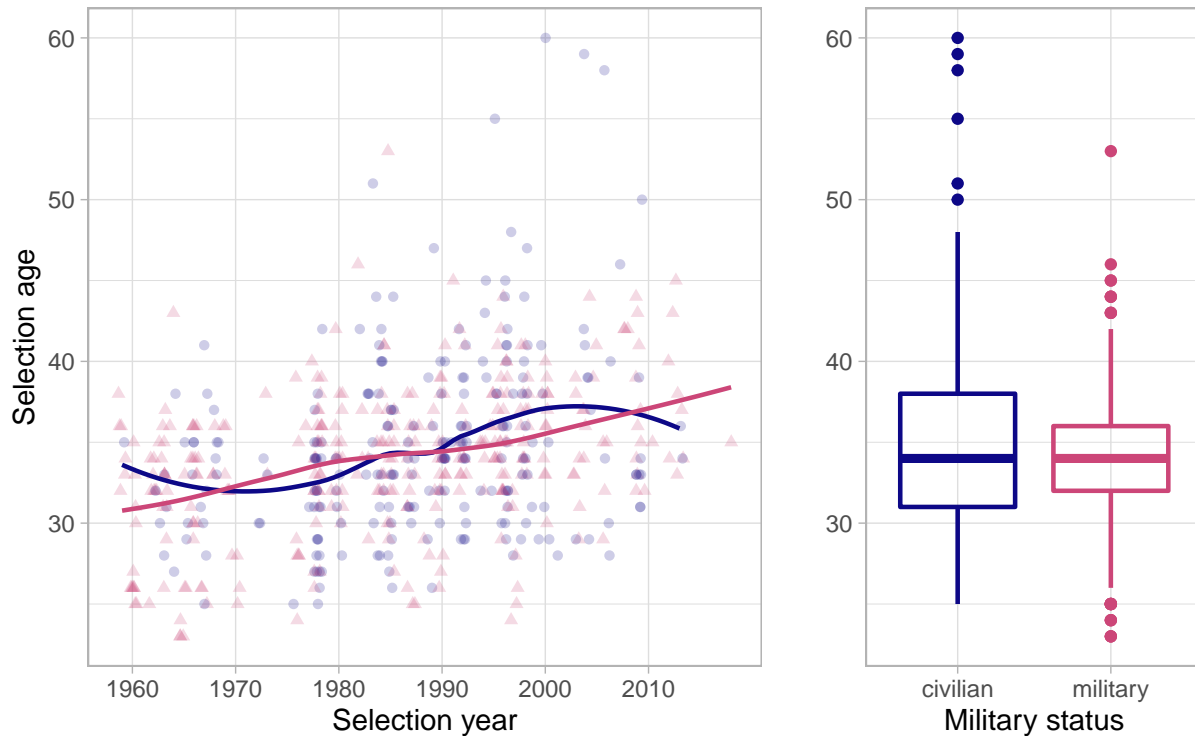 60
50
40
30
Selection age
1960 1970 1980 1990 2000 2010
Selection year
60
50
40
30
civilian military
Military status